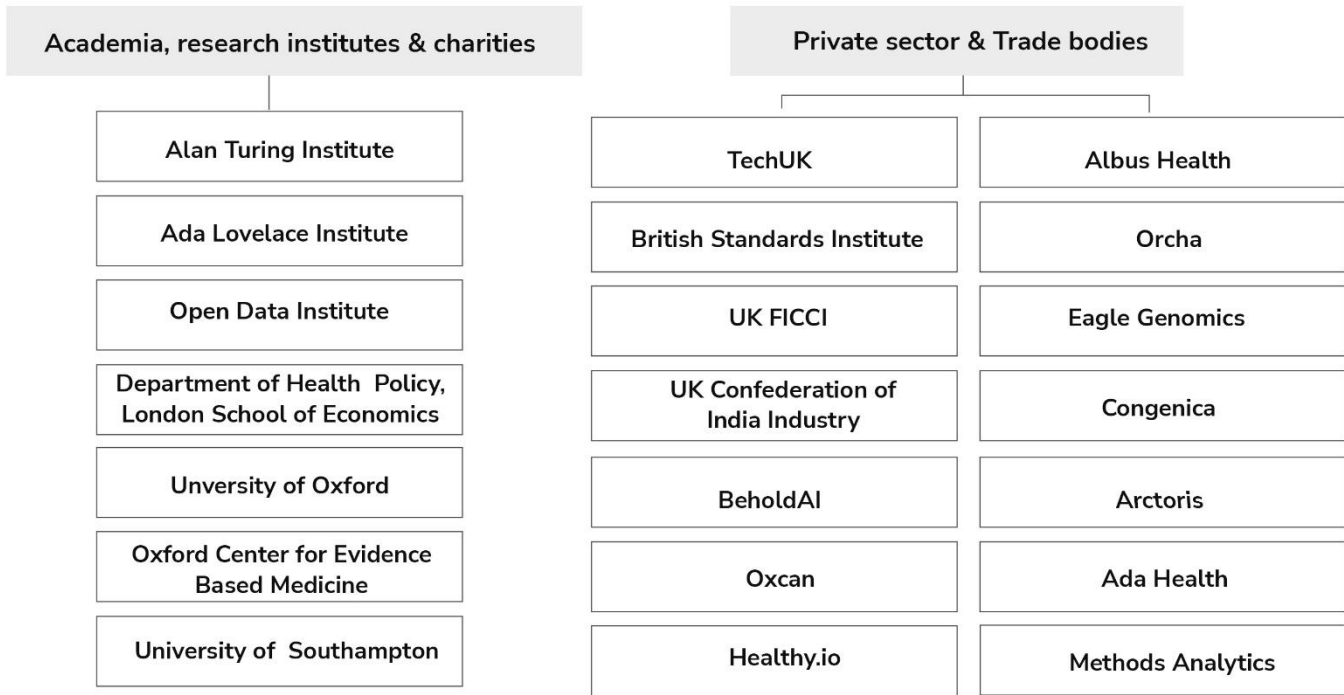 Academia, research institutes & charities
Alan Turing Institute
Ada Lovelace Institute
Open Data Institute
Department of Health Policy,
London School of Economics
Unversity of Oxford
Oxford Center for Evidence
Based Medicine
University of Southampton
Private sector & Trade bodies
TechUK
British Standards Institute
UK FICCI
UK Confederation of
India Industry
BeholdAI
Oxcan
Healthy.io
Albus Health
Orcha
Eagle Genomics
Congenica
Arctoris
Ada Health
Methods Analytics